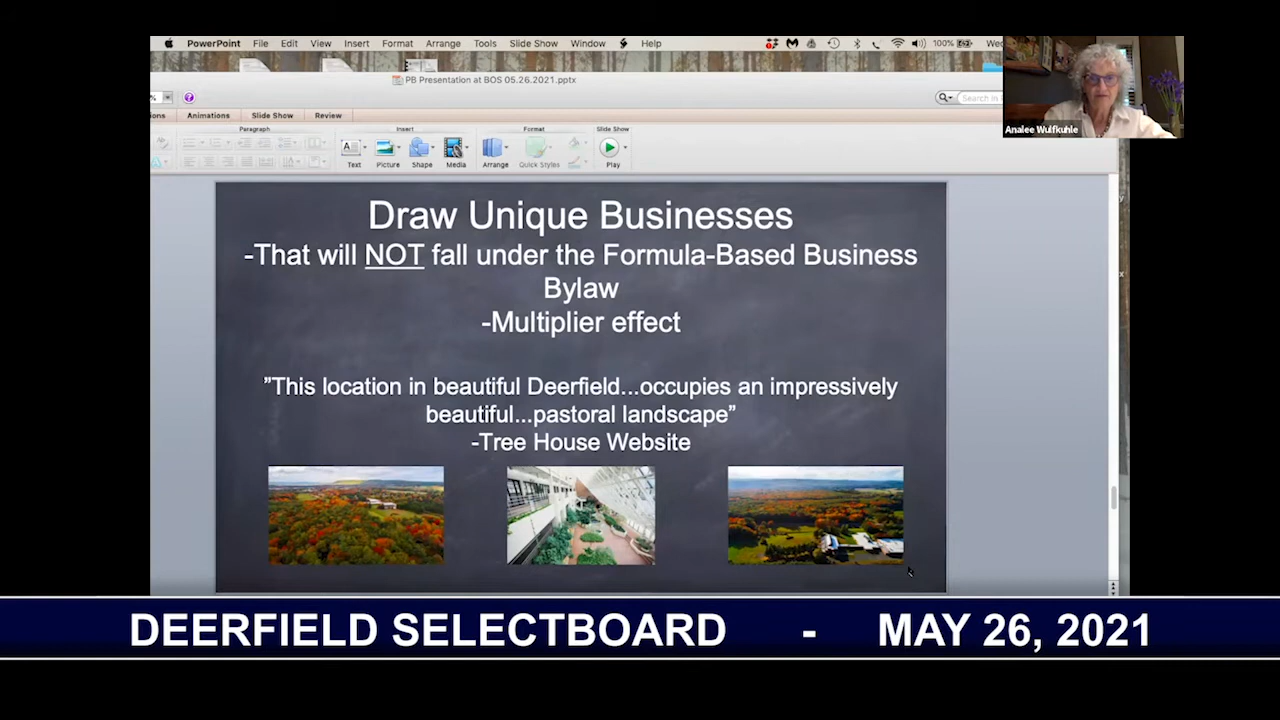 PowerPoint File Edit View Insert Format Arrange Tools Slide Show Window Help 100% Wed
PB Presentation at BOS 05.26.2021.pptx
Analee Wulfkuhle
Search in
Animations Slide Show Review
Paragraph Insert Format Slide Show
Text Picture Shape Media Arrange Quick Styles Play
Draw Unique Businesses
-That will NOT fall under the Formula-Based Business
Bylaw
-Multiplier effect
”This location in beautiful Deerfield...occupies an impressively
beautiful...pastoral landscape”
-Tree House Website
DEERFIELD SELECTBOARD - MAY 26, 2021